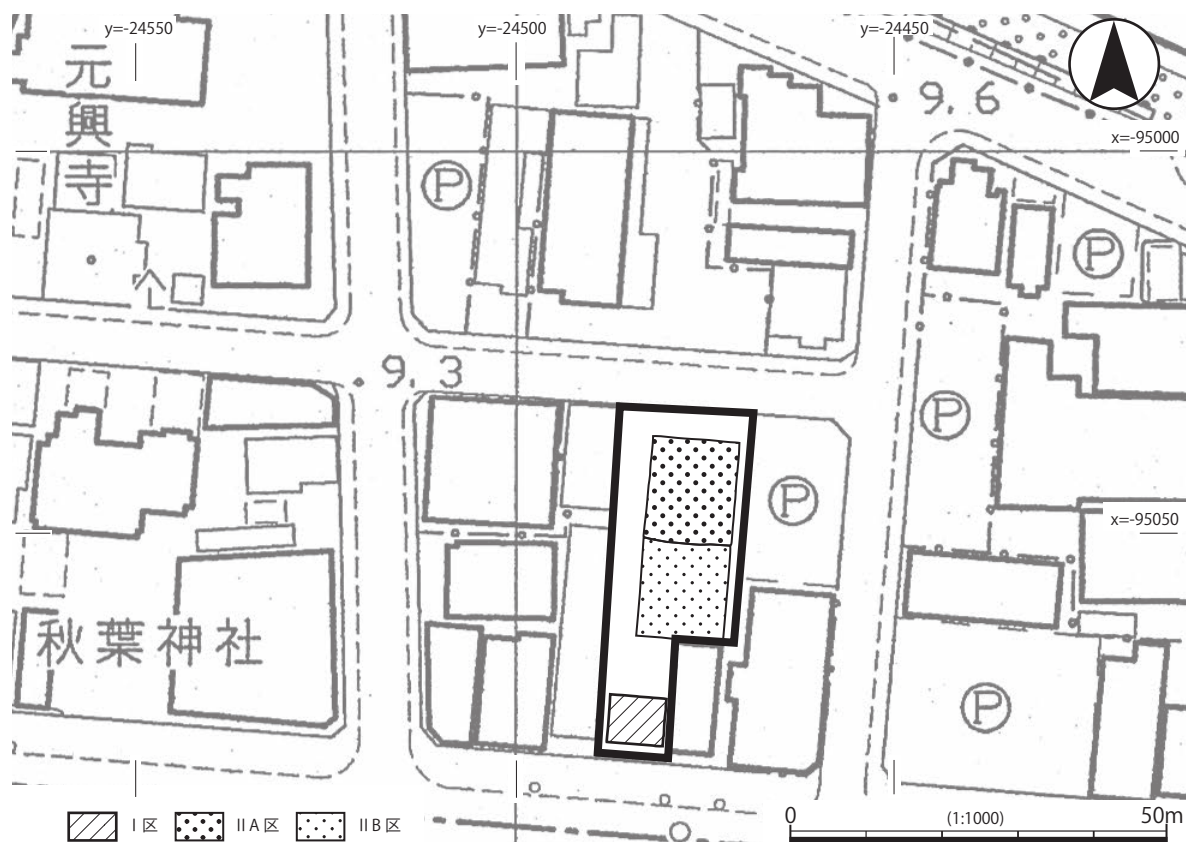 y=-24550
y=-24500
y=-24450
元興寺
9.6
x=-95000
P
P
9.3
P
x=-95050
P
秋葉神社
P
I区
IIA区
IIB区
0
(1:1000)
50m